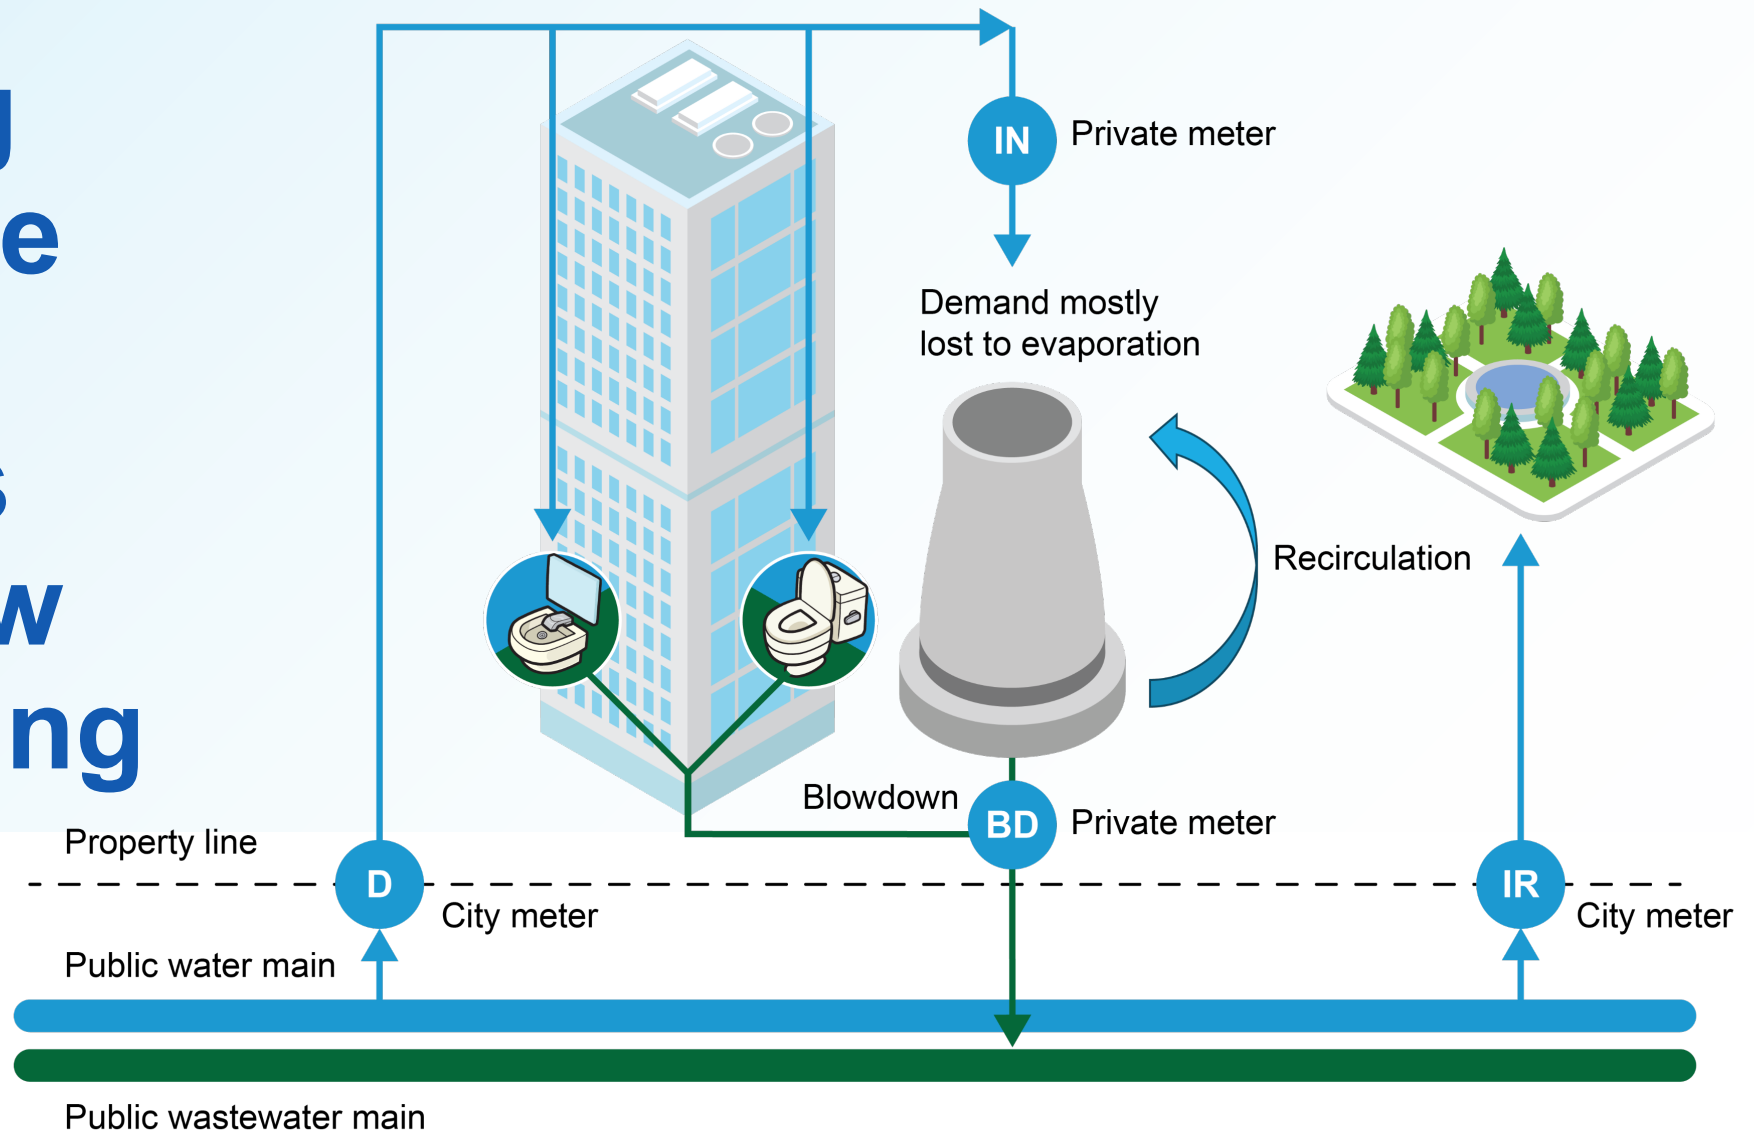 IN
Private meter
Demand mostly
lost to evaporation
Recirculation
Blowdown
BD
Private meter
Property line
D
City meter
IR
City meter
Public water main
Public wastewater main